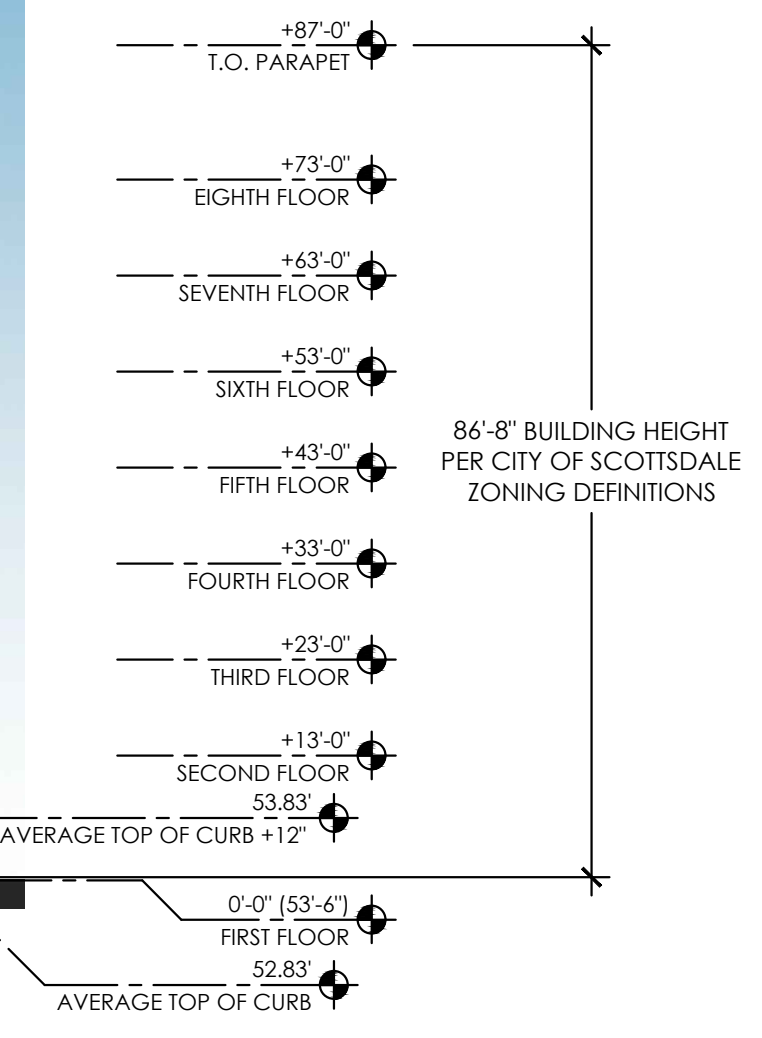 +87'-0"
T.O. PARAPET
+73'-0"
EIGHTH FLOOR
+63'-0"
SEVENTH FLOOR
+53'-0"
SIXTH FLOOR
86'-8" BUILDING HEIGHT
PER CITY OF SCOTTSDALE
ZONING DEFINITIONS
+43'-0"
FIFTH FLOOR
+33'-0"
FOURTH FLOOR
+23'-0"
THIRD FLOOR
+13'-0"
SECOND FLOOR
53.83'
AVERAGE TOP OF CURB +12"
0'-0" (53'-6")
FIRST FLOOR
52.83'
AVERAGE TOP OF CURB